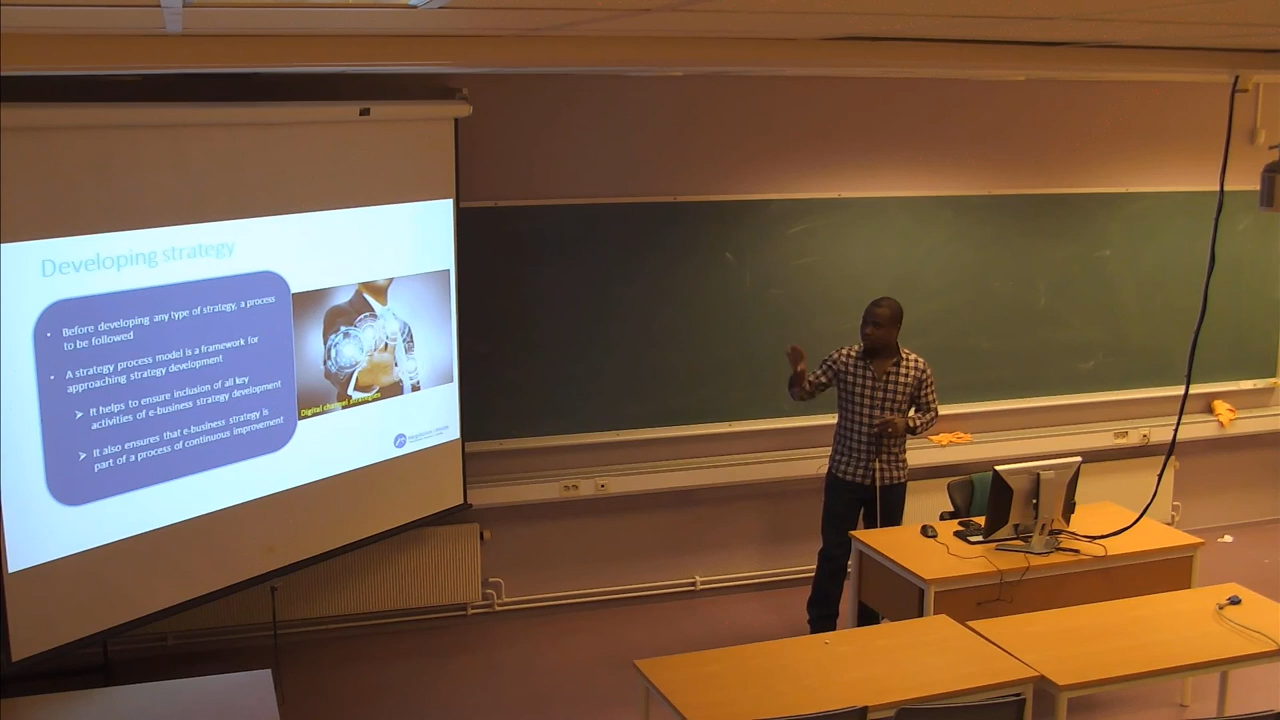 Developing strategy
• Before developing any type of strategy, a process
to be followed
• A strategy process model is a framework for
approaching strategy development
➤ It helps to ensure inclusion of all key
activities of e-business strategy development
➤ It also ensures that e-business strategy is
part of a process of continuous improvement
Digital channel strategies